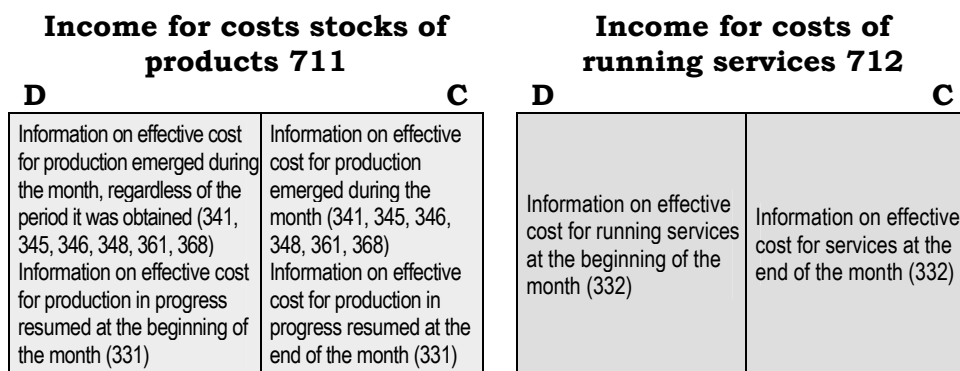 Income for costs stocks of
products 711
D C
Information on effective cost
for production emerged during
the month, regardless of the
period it was obtained (341,
345, 346, 348, 361, 368)
Information on effective cost
for production in progress
resumed at the beginning of
the month (331)
Information on effective
cost for production
emerged during the
month (341, 345, 346,
348, 361, 368)
Information on effective
cost for production in
progress resumed at the
end of the month (331)
Income for costs of
running services 712
D C
Information on effective
cost for running services
at the beginning of the
month (332)
Information on effective
cost for services at the
end of the month (332)